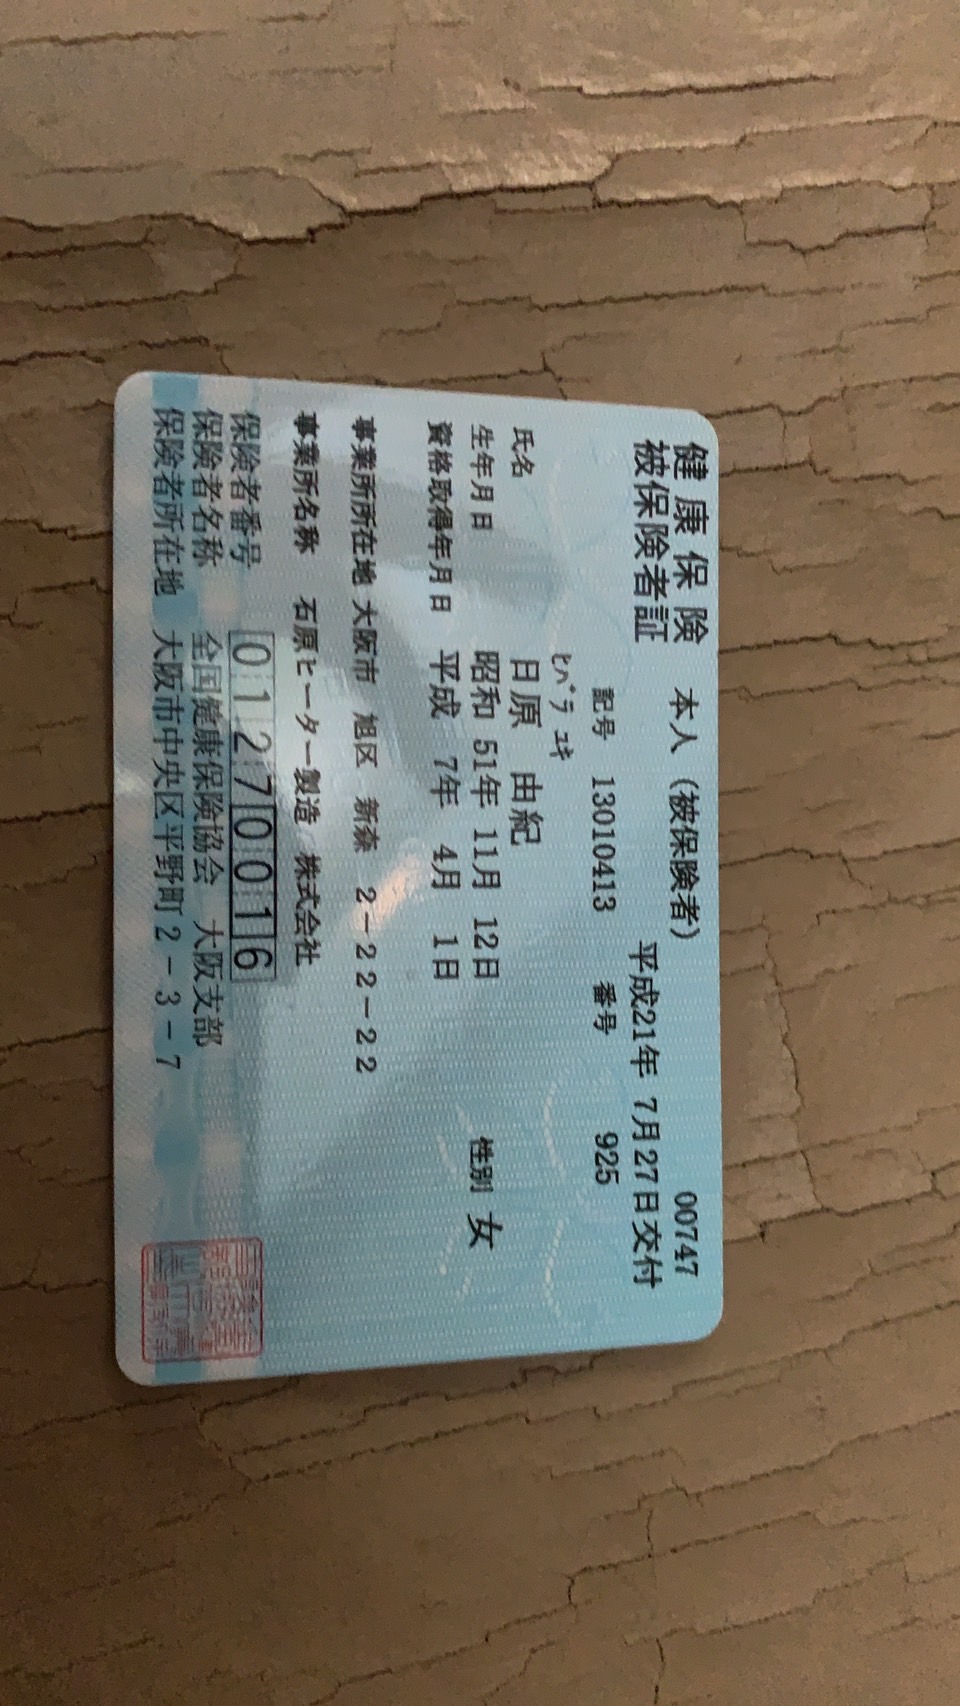 健康保険 本人（被保険者） 00747
被保険者証 平成21年 7月27日交付
記号 13010413 番号 925
ﾋﾊﾞﾗ ﾕｷ
氏名 日原 由紀
生年月日 昭和 51年 11月 12日 性別 女
資格取得年月日 平成 7年 4月 1日
事業所所在地 大阪市 旭区 新森 2－22－22
事業所名称 石原ヒーター製造 株式会社
保険者番号 01270016
保険者名称 全国健康保険協会 大阪支部
保険者所在地 大阪市中央区平野町2－3－7